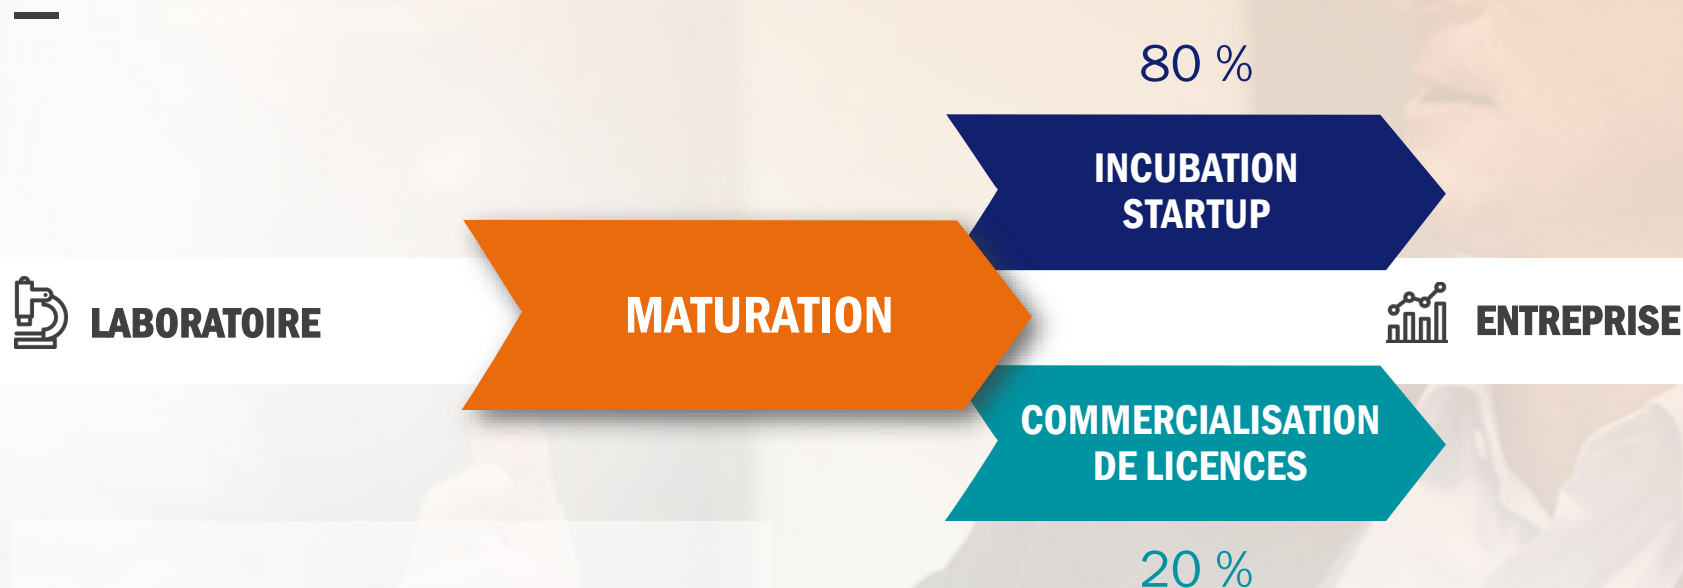 80 %
INCUBATION
STARTUP
LABORATOIRE
MATURATION
ENTREPRISE
COMMERCIALISATION
DE LICENCES
20 %